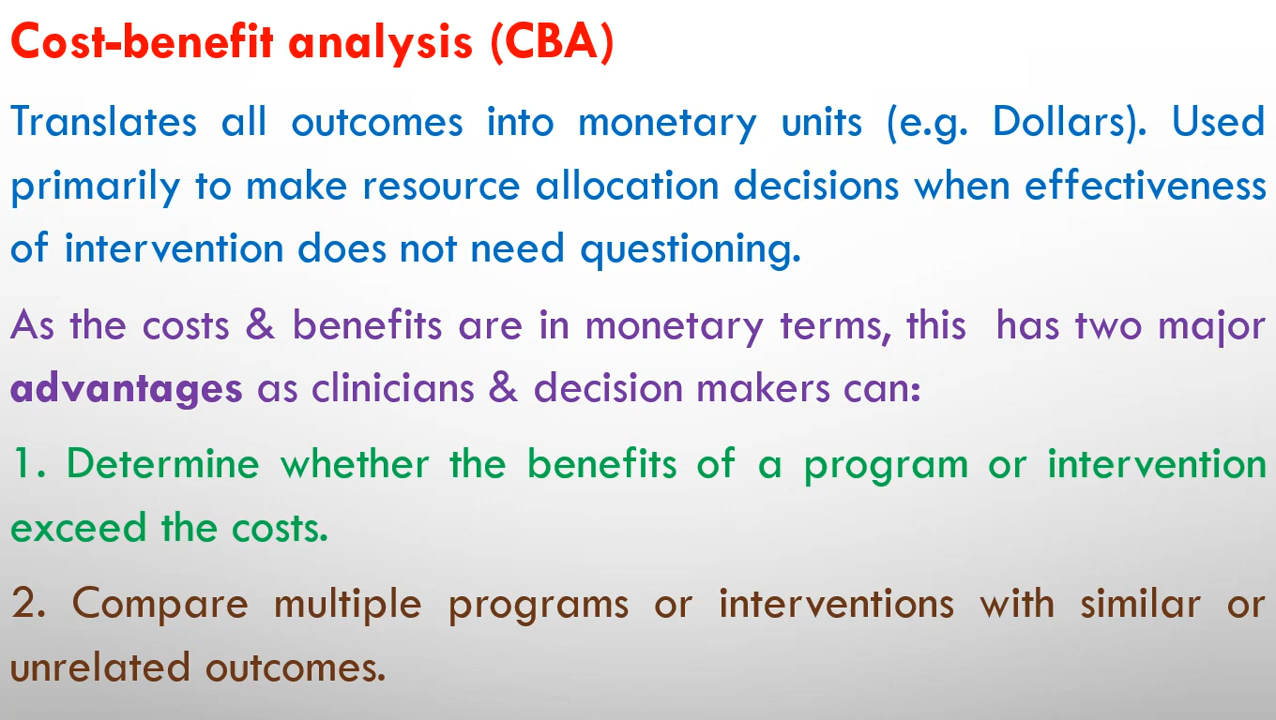 Cost-benefit analysis (CBA)
Translates all outcomes into monetary units (e.g. Dollars). Used
primarily to make resource allocation decisions when effectiveness
of intervention does not need questioning.
As the costs & benefits are in monetary terms, this has two major
advantages as clinicians & decision makers can:
1. Determine whether the benefits of a program or intervention
exceed the costs.
2. Compare multiple programs or interventions with similar or
unrelated outcomes.